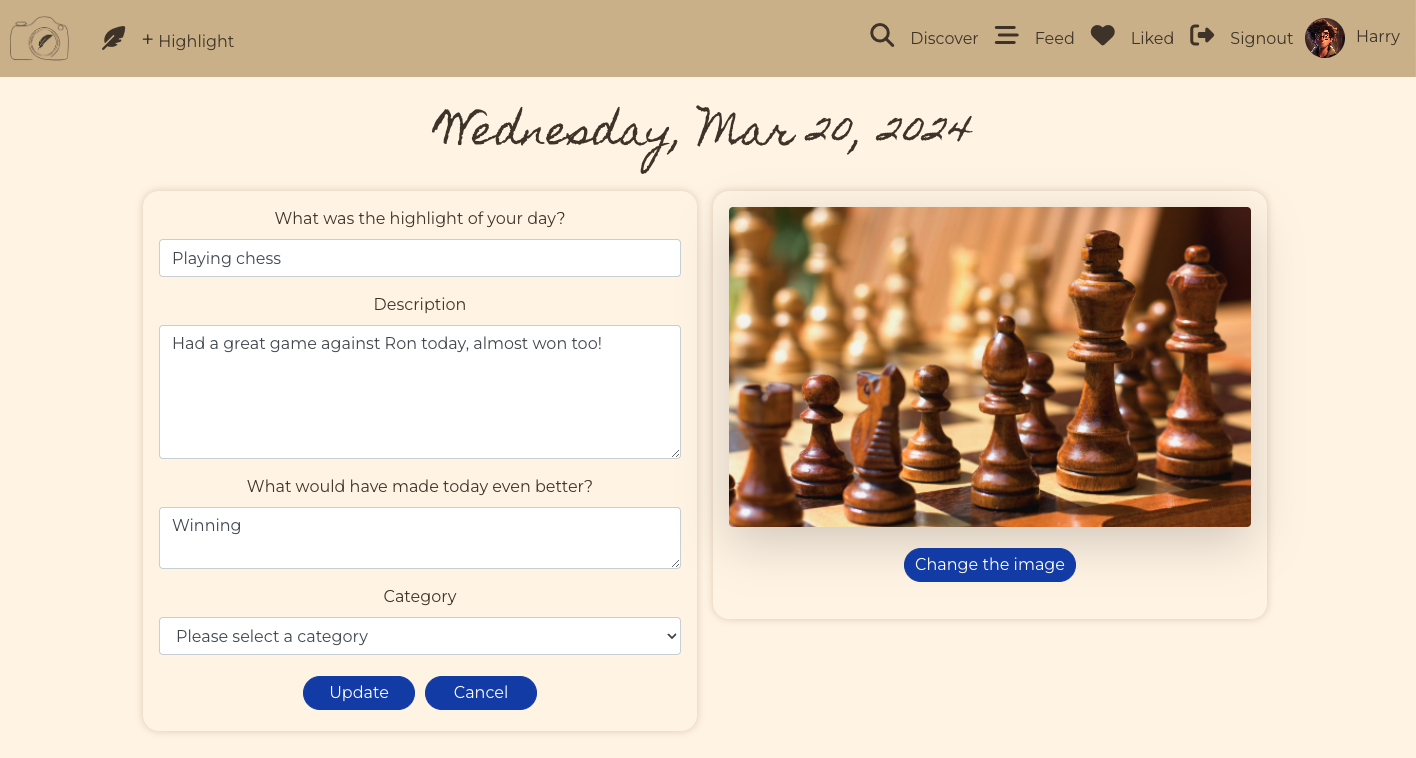 + Highlight
Discover
Feed
Liked
Signout
Harry
Wednesday, Mar 20, 2024
What was the highlight of your day?
Playing chess
Description
Had a great game against Ron today, almost won too!
What would have made today even better?
Winning
Category
Please select a category
Update
Cancel
Change the image